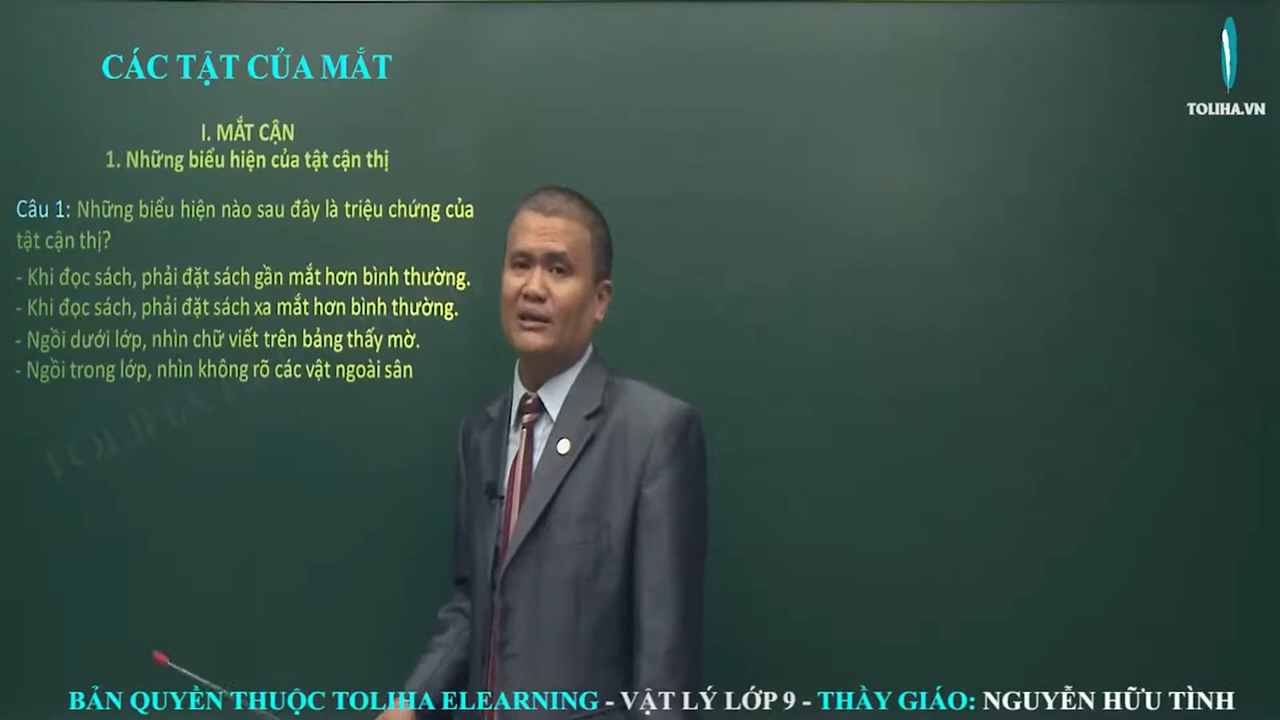 CÁC TẬT CỦA MẮT
TOLIHA.VN
I. MẮT CẬN
1. Những biểu hiện của tật cận thị
Câu 1: Những biểu hiện nào sau đây là triệu chứng của
tật cận thị?
- Khi đọc sách, phải đặt sách gần mắt hơn bình thường.
- Khi đọc sách, phải đặt sách xa mắt hơn bình thường.
- Ngồi dưới lớp, nhìn chữ viết trên bảng thấy mờ.
- Ngồi trong lớp, nhìn không rõ các vật ngoài sân
BẢN QUYỀN THUỘC TOLIHA ELEARNING - VẬT LÝ LỚP 9 - THẦY GIÁO: NGUYỄN HỮU TÌNH